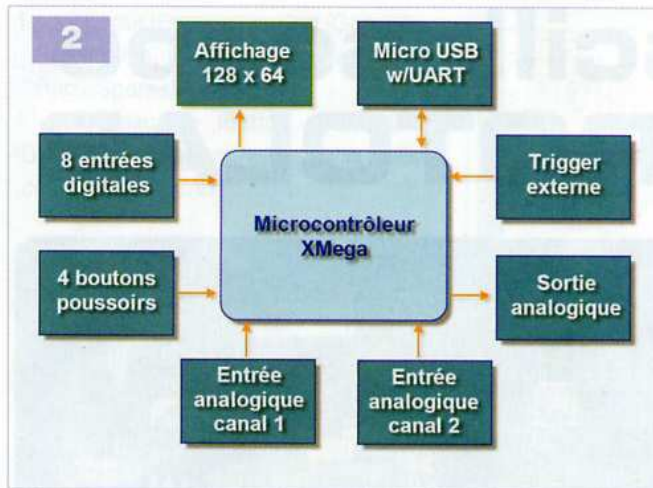 2
Affichage
128 x 64
Micro USB
w/UART
8 entrées
digitales
Trigger
externe
Microcontrôleur
XMega
4 boutons
poussoirs
Sortie
analogique
Entrée
analogique
canal 1
Entrée
analogique
canal 2